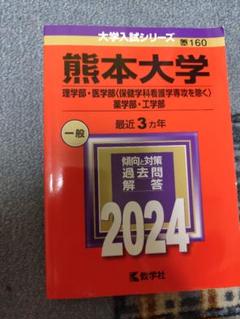 大学入試シリーズ
160
熊本大学
理学部・医学部〈保健学科看護学専攻を除く〉
薬学部・工学部
一般
最近3カ年
傾向と対策
過去問
解答
2024
教学社